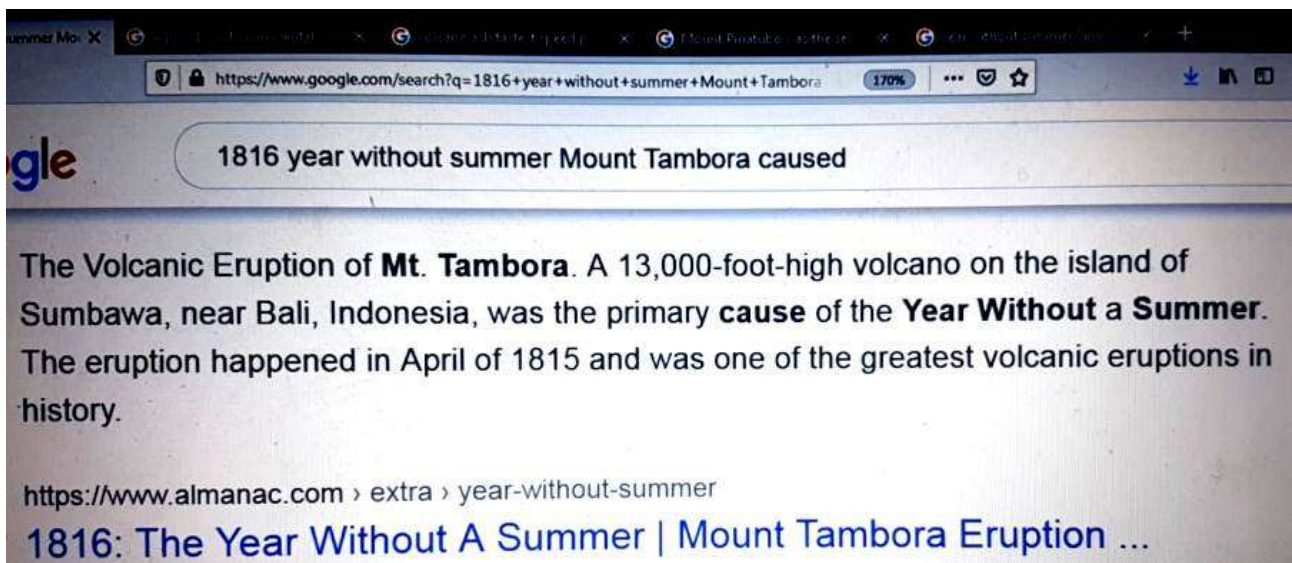 ummer Mo
https://www.google.com/search?q=1816+year+without+summer+Mount+Tambora
170%
gle
1816 year without summer Mount Tambora caused
The Volcanic Eruption of Mt. Tambora. A 13,000-foot-high volcano on the island of
Sumbawa, near Bali, Indonesia, was the primary cause of the Year Without a Summer.
The eruption happened in April of 1815 and was one of the greatest volcanic eruptions in
history.
https://www.almanac.com › extra › year-without-summer
1816: The Year Without A Summer | Mount Tambora Eruption ...